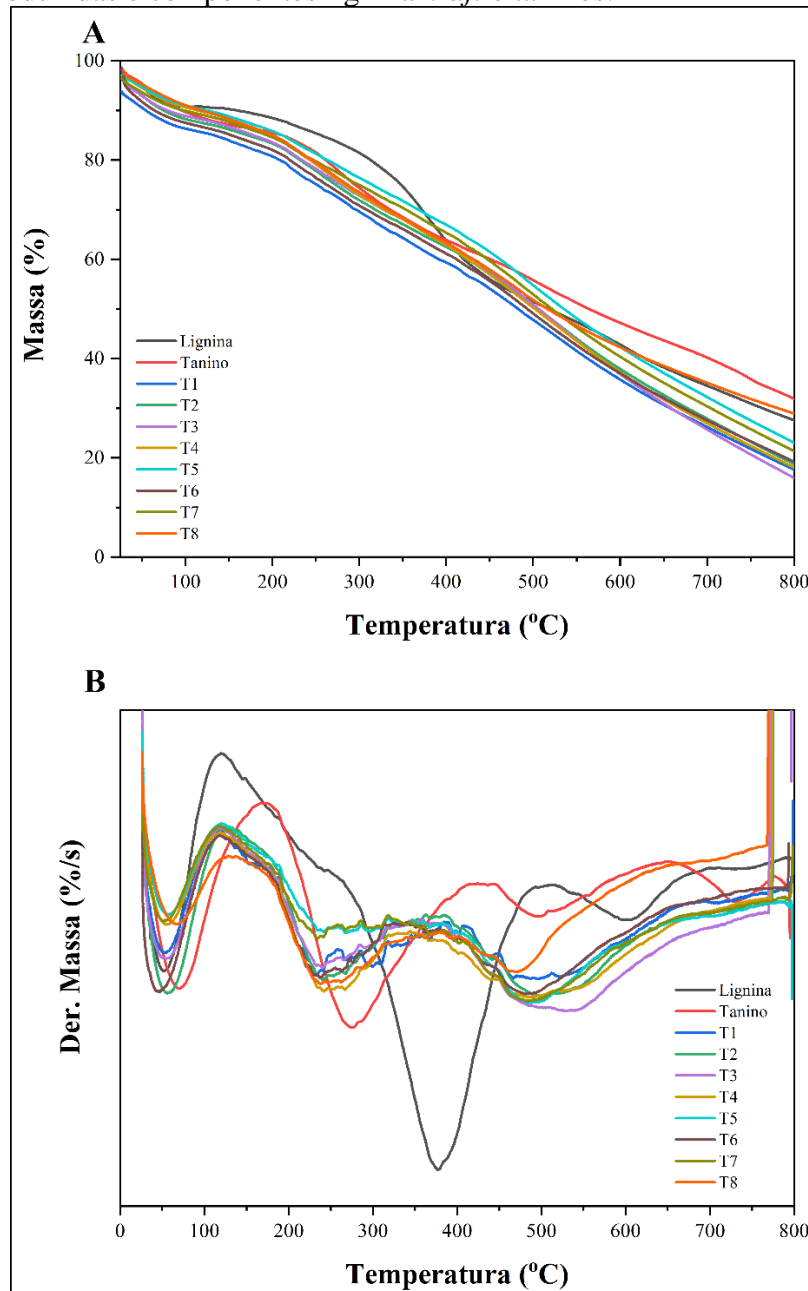 A
100
80
60
40
20
0
Massa (%)
Lignina
Tanino
T1
T2
T3
T4
T5
T6
T7
T8
100 200 300 400 500 600 700 800
Temperatura (ºC)
B
Der. Massa (%/s)
Lignina
Tanino
T1
T2
T3
T4
T5
T6
T7
T8
0 100 200 300 400 500 600 700 800
Temperatura (ºC)